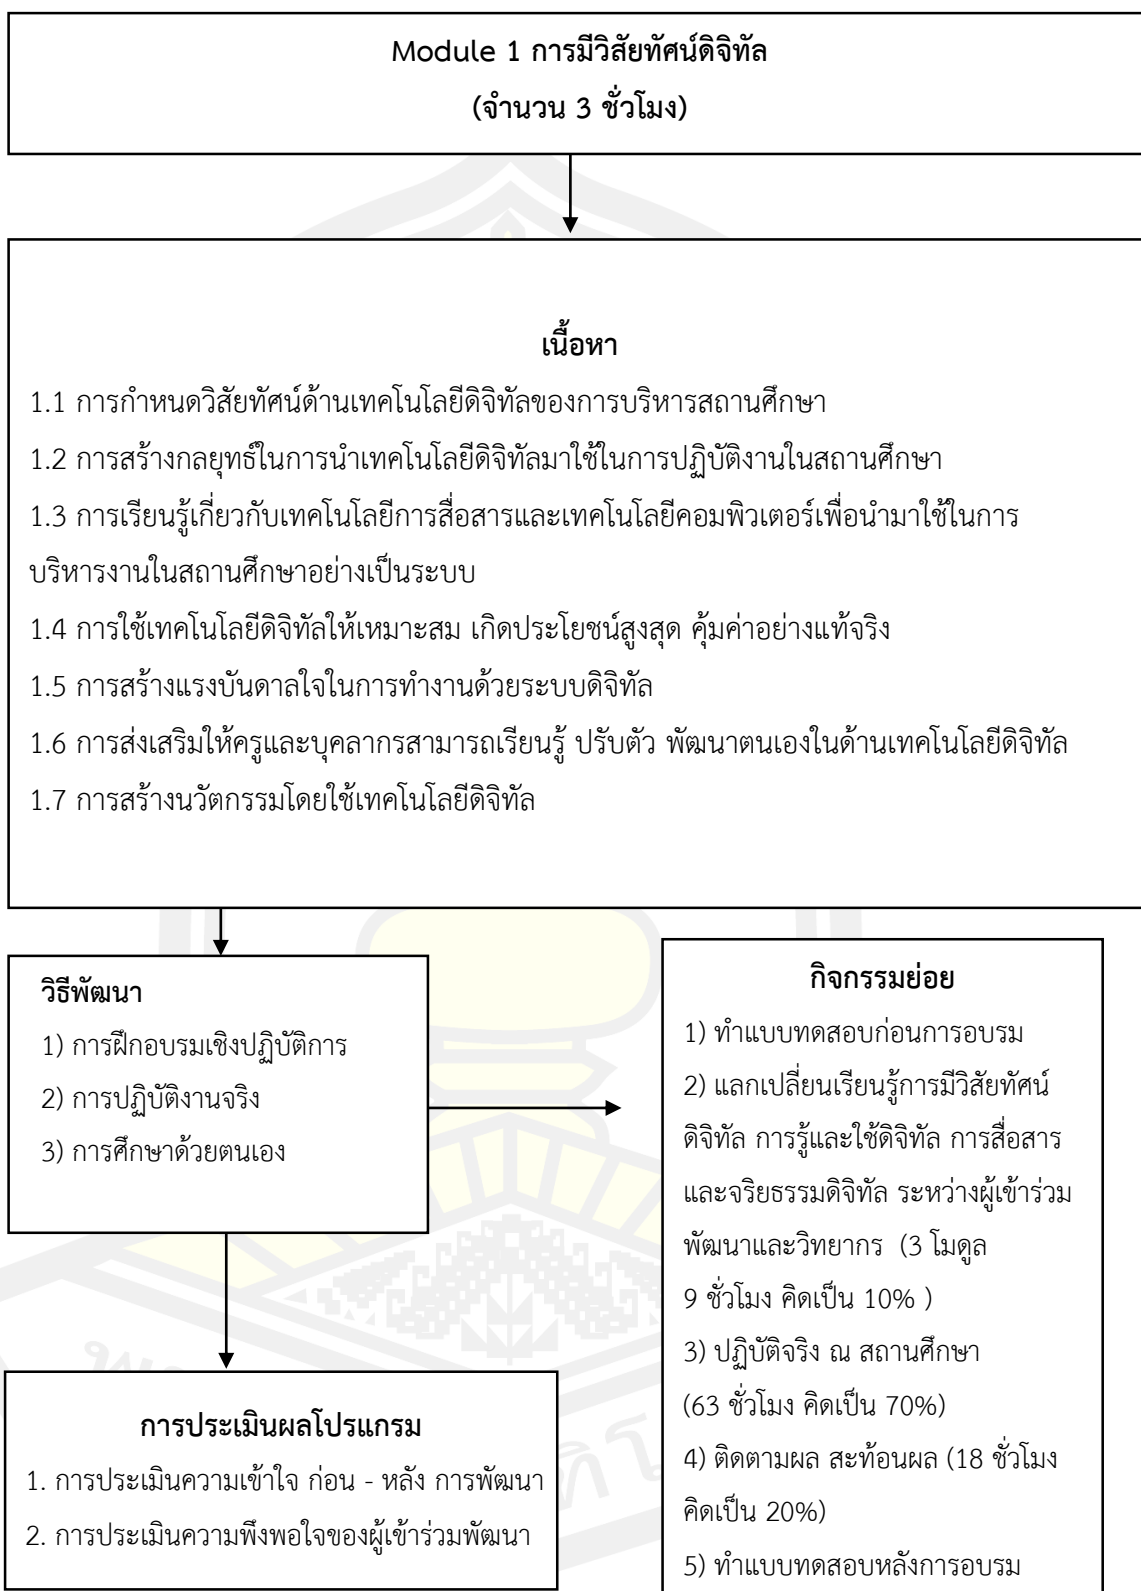 Module 1 การมีวิสัยทัศน์ดิจิทัล
(จำนวน 3 ชั่วโมง)
เนื้อหา
1.1 การกำหนดวิสัยทัศน์ด้านเทคโนโลยีดิจิทัลของการบริหารสถานศึกษา
1.2 การสร้างกลยุทธ์ในการนำเทคโนโลยีดิจิทัลมาใช้ในการปฏิบัติงานในสถานศึกษา
1.3 การเรียนรู้เกี่ยวกับเทคโนโลยีการสื่อสารและเทคโนโลยีคอมพิวเตอร์เพื่อนำมาใช้ในการ
บริหารงานในสถานศึกษาอย่างเป็นระบบ
1.4 การใช้เทคโนโลยีดิจิทัลให้เหมาะสม เกิดประโยชน์สูงสุด คุ้มค่าอย่างแท้จริง
1.5 การสร้างแรงบันดาลใจในการทำงานด้วยระบบดิจิทัล
1.6 การส่งเสริมให้ครูและบุคลากรสามารถเรียนรู้ ปรับตัว พัฒนาตนเองในด้านเทคโนโลยีดิจิทัล
1.7 การสร้างนวัตกรรมโดยใช้เทคโนโลยีดิจิทัล
วิธีพัฒนา
1) การฝึกอบรมเชิงปฏิบัติการ
2) การปฏิบัติงานจริง
3) การศึกษาด้วยตนเอง
กิจกรรมย่อย
1) ทำแบบทดสอบก่อนการอบรม
2) แลกเปลี่ยนเรียนรู้การมีวิสัยทัศน์
ดิจิทัล การรู้และใช้ดิจิทัล การสื่อสาร
และจริยธรรมดิจิทัล ระหว่างผู้เข้าร่วม
พัฒนาและวิทยากร (3 โมดูล
9 ชั่วโมง คิดเป็น 10% )
3) ปฏิบัติจริง ณ สถานศึกษา
(63 ชั่วโมง คิดเป็น 70%)
4) ติดตามผล สะท้อนผล (18 ชั่วโมง
คิดเป็น 20%)
5) ทำแบบทดสอบหลังการอบรม
การประเมินผลโปรแกรม
1. การประเมินความเข้าใจ ก่อน - หลัง การพัฒนา
2. การประเมินความพึงพอใจของผู้เข้าร่วมพัฒนา